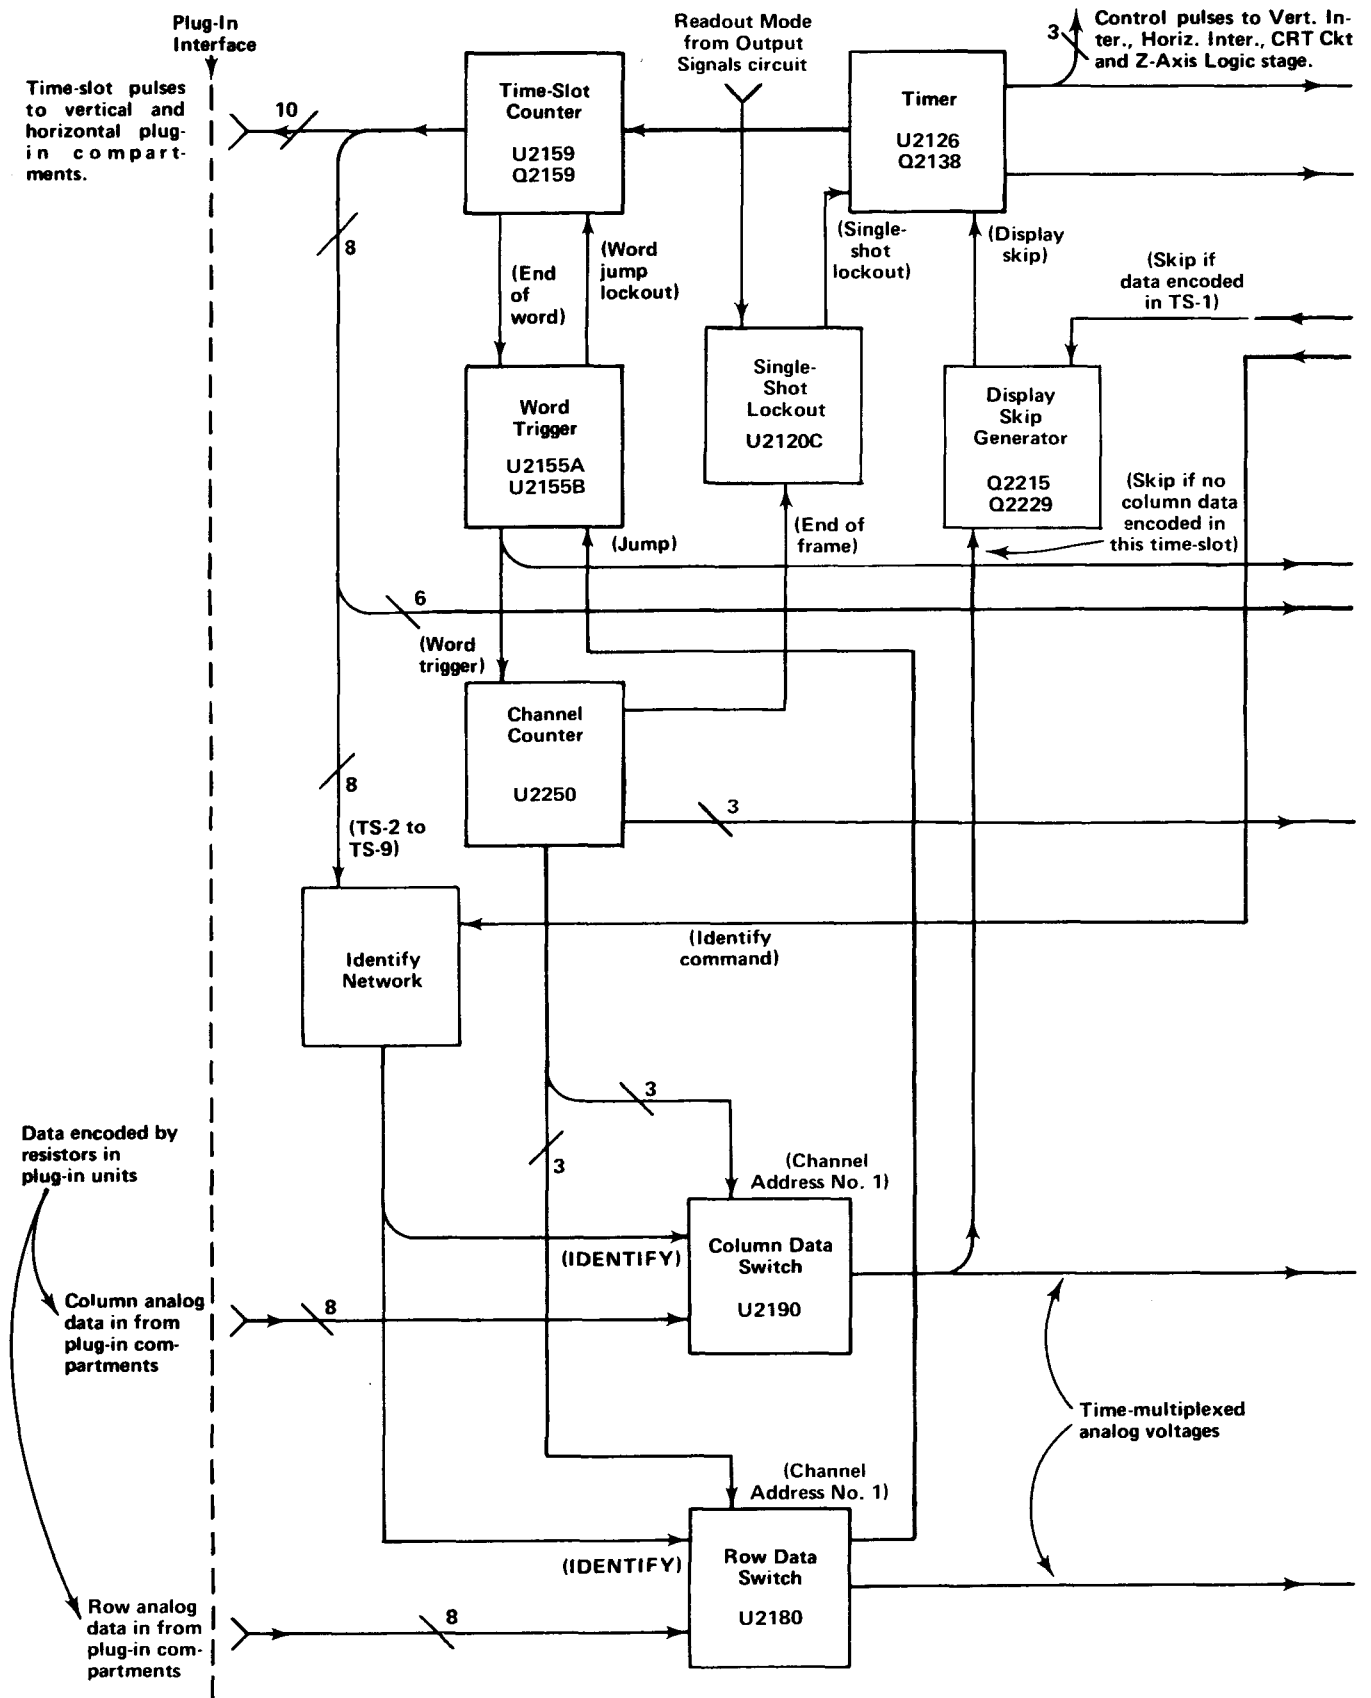 Plug-In
Interface
Time-slot pulses
to vertical and
horizontal plug-
in compart-
ments.
10
8
Time-Slot
Counter
U2159
Q2159
Readout Mode
from Output
Signals circuit
Timer
U2126
Q2138
3
Control pulses to Vert. In-
ter., Horiz. Inter., CRT Ckt
and Z-Axis Logic stage.
(End
of
word)
(Word
jump
lockout)
(Single-
shot
lockout)
(Display
skip)
(Skip if
data encoded
in TS-1)
Word
Trigger
U2155A
U2155B
Single-
Shot
Lockout
U2120C
Display
Skip
Generator
Q2215
Q2229
(Skip if no
column data
encoded in
this time-slot)
(Jump)
(End of
frame)
6
(Word
trigger)
Channel
Counter
U2250
8
3
(TS-2 to
TS-9)
Identify
Network
(Identify
command)
3
3
Data encoded by
resistors in
plug-in units
(Channel
Address No. 1)
(IDENTIFY)
Column Data
Switch
U2190
Column analog
data in from
plug-in com-
partments
8
Time-multiplexed
analog voltages
(Channel
Address No. 1)
(IDENTIFY)
Row Data
Switch
U2180
Row analog
data in from
plug-in com-
partments
8